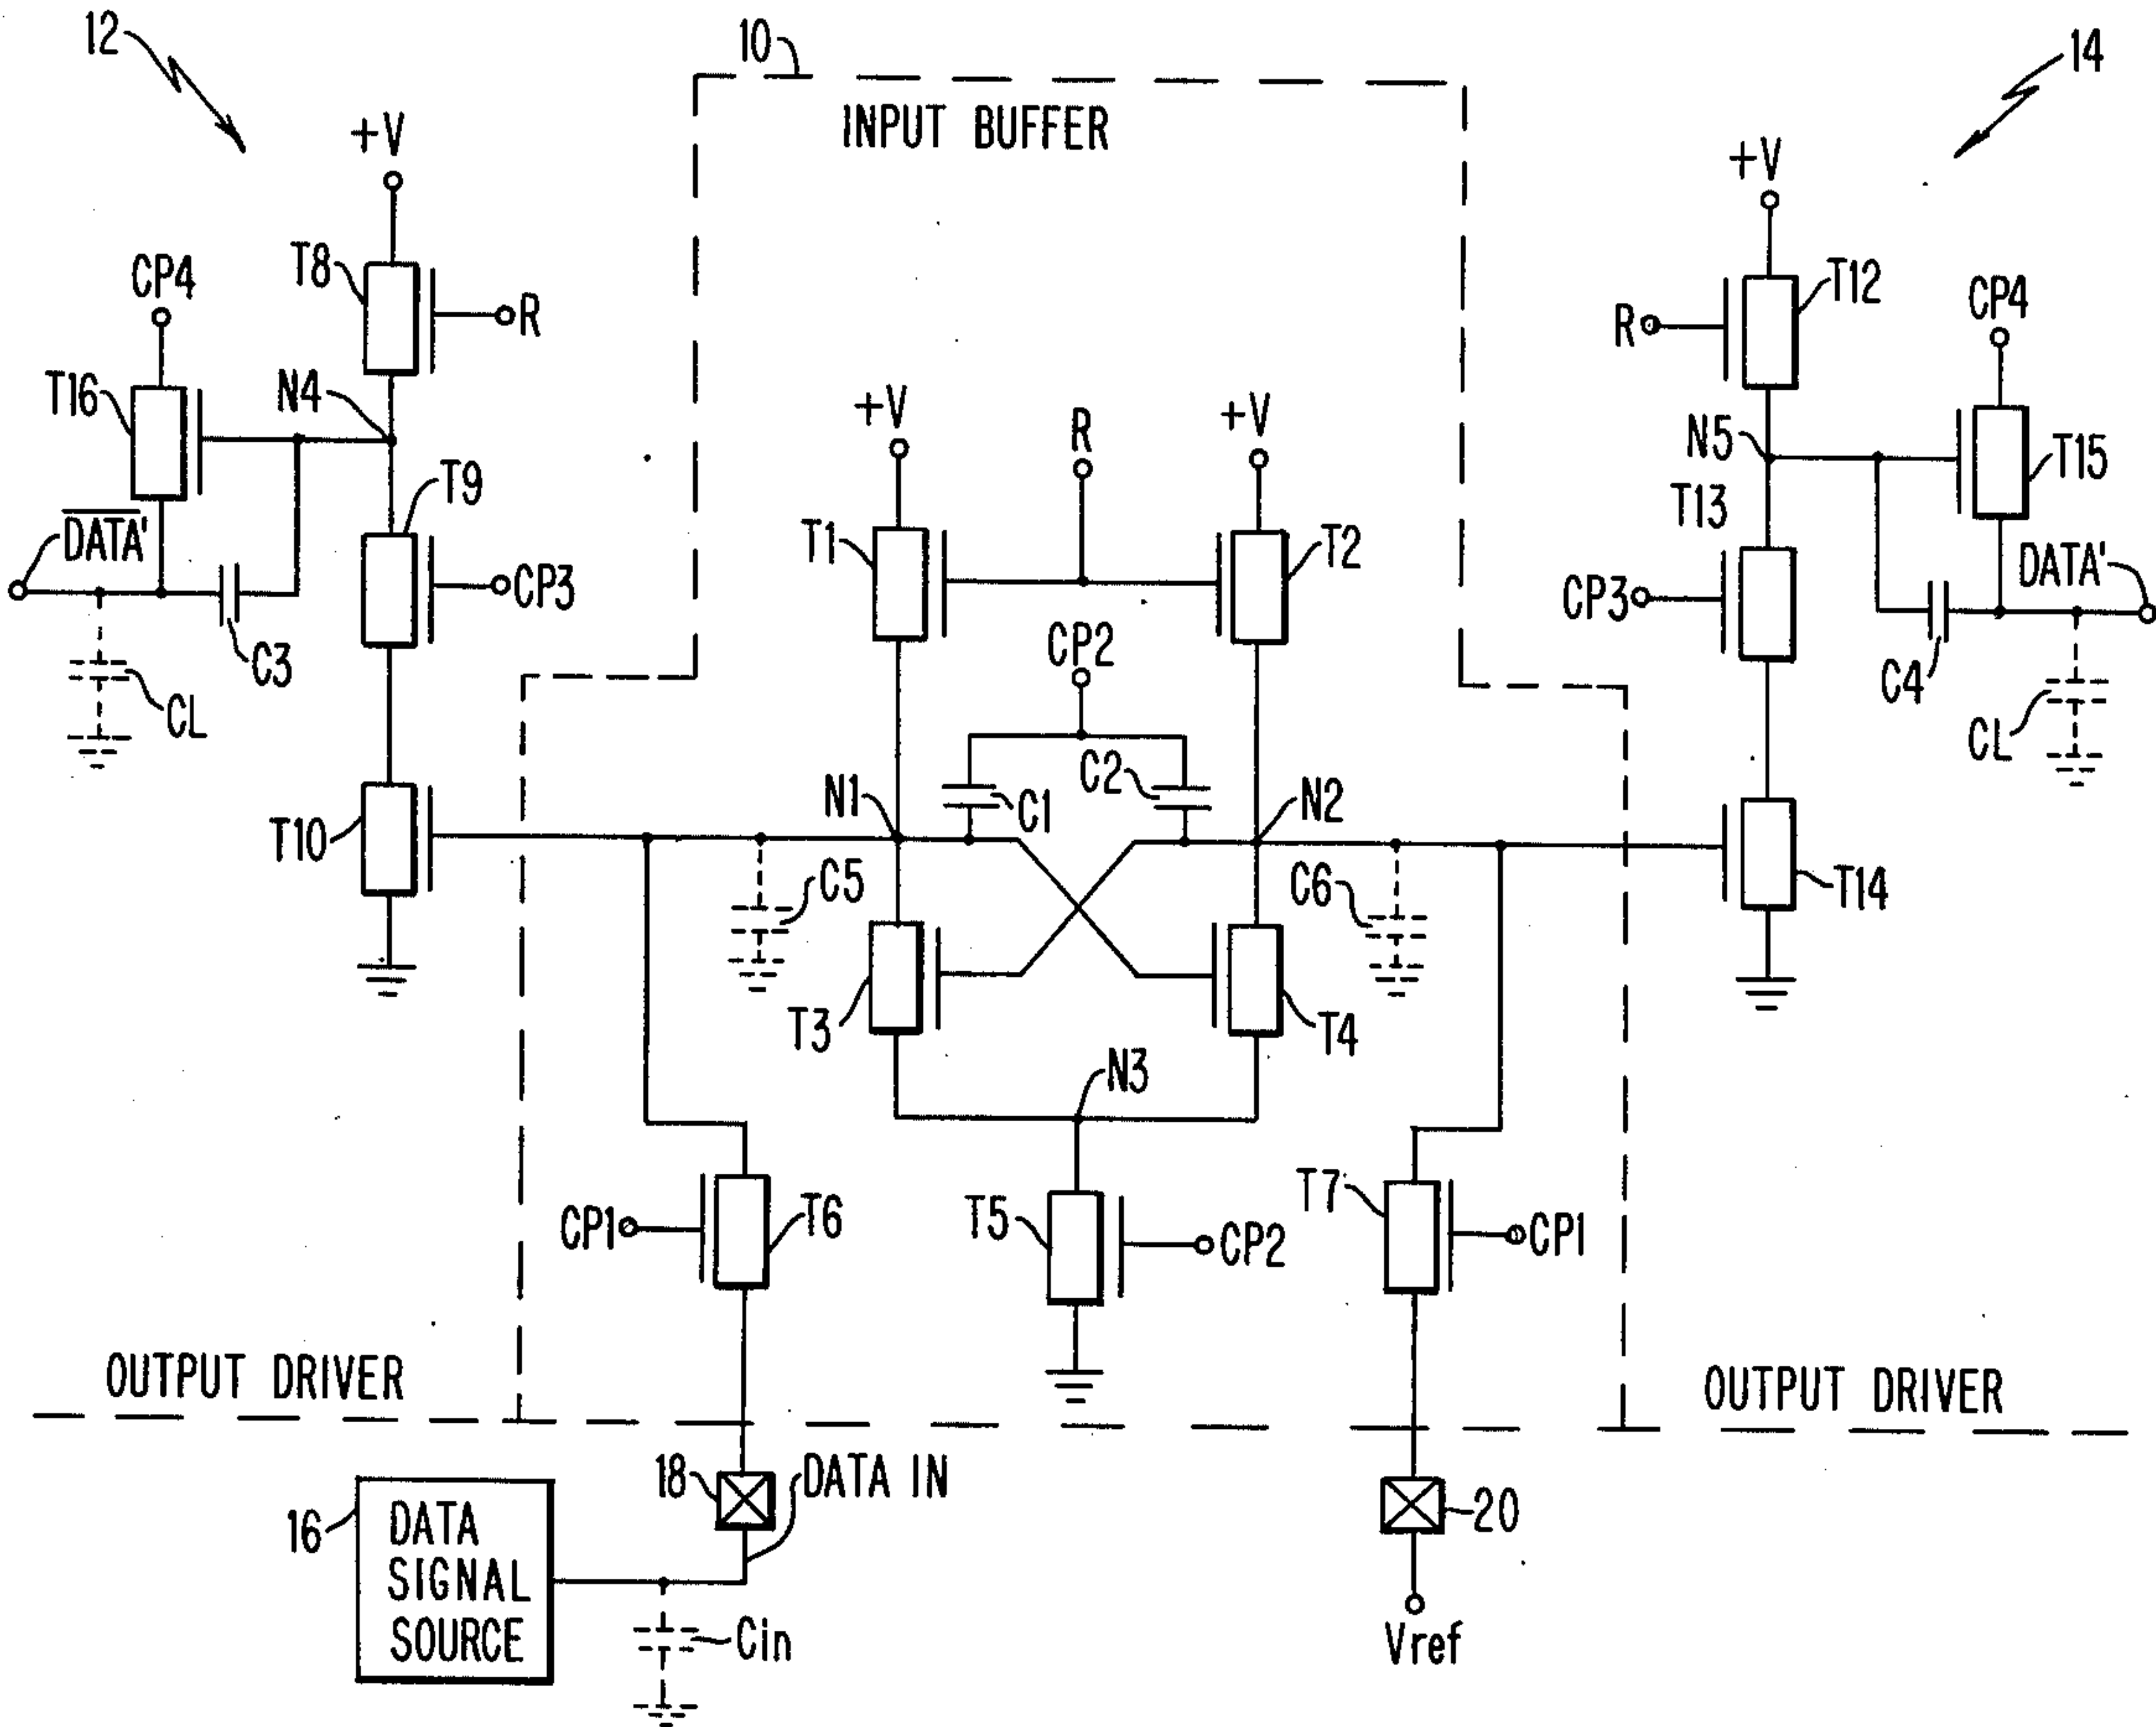 12
10
14
INPUT BUFFER
+V
+V
T8
CP4
R
T12
R
CP4
T16
N4
+V
R
+V
N5
T15
T9
T13
DATA'
T1
T2
DATA'
CP3
CP3
CP2
C3
C4
CL
CL
N1
C1
C2
N2
T10
C5
C6
T14
T3
T4
N3
CP1
T6
T5
CP2
T7
CP1
OUTPUT DRIVER
OUTPUT DRIVER
18
DATA IN
16
DATA
SIGNAL
SOURCE
20
Cin
Vref